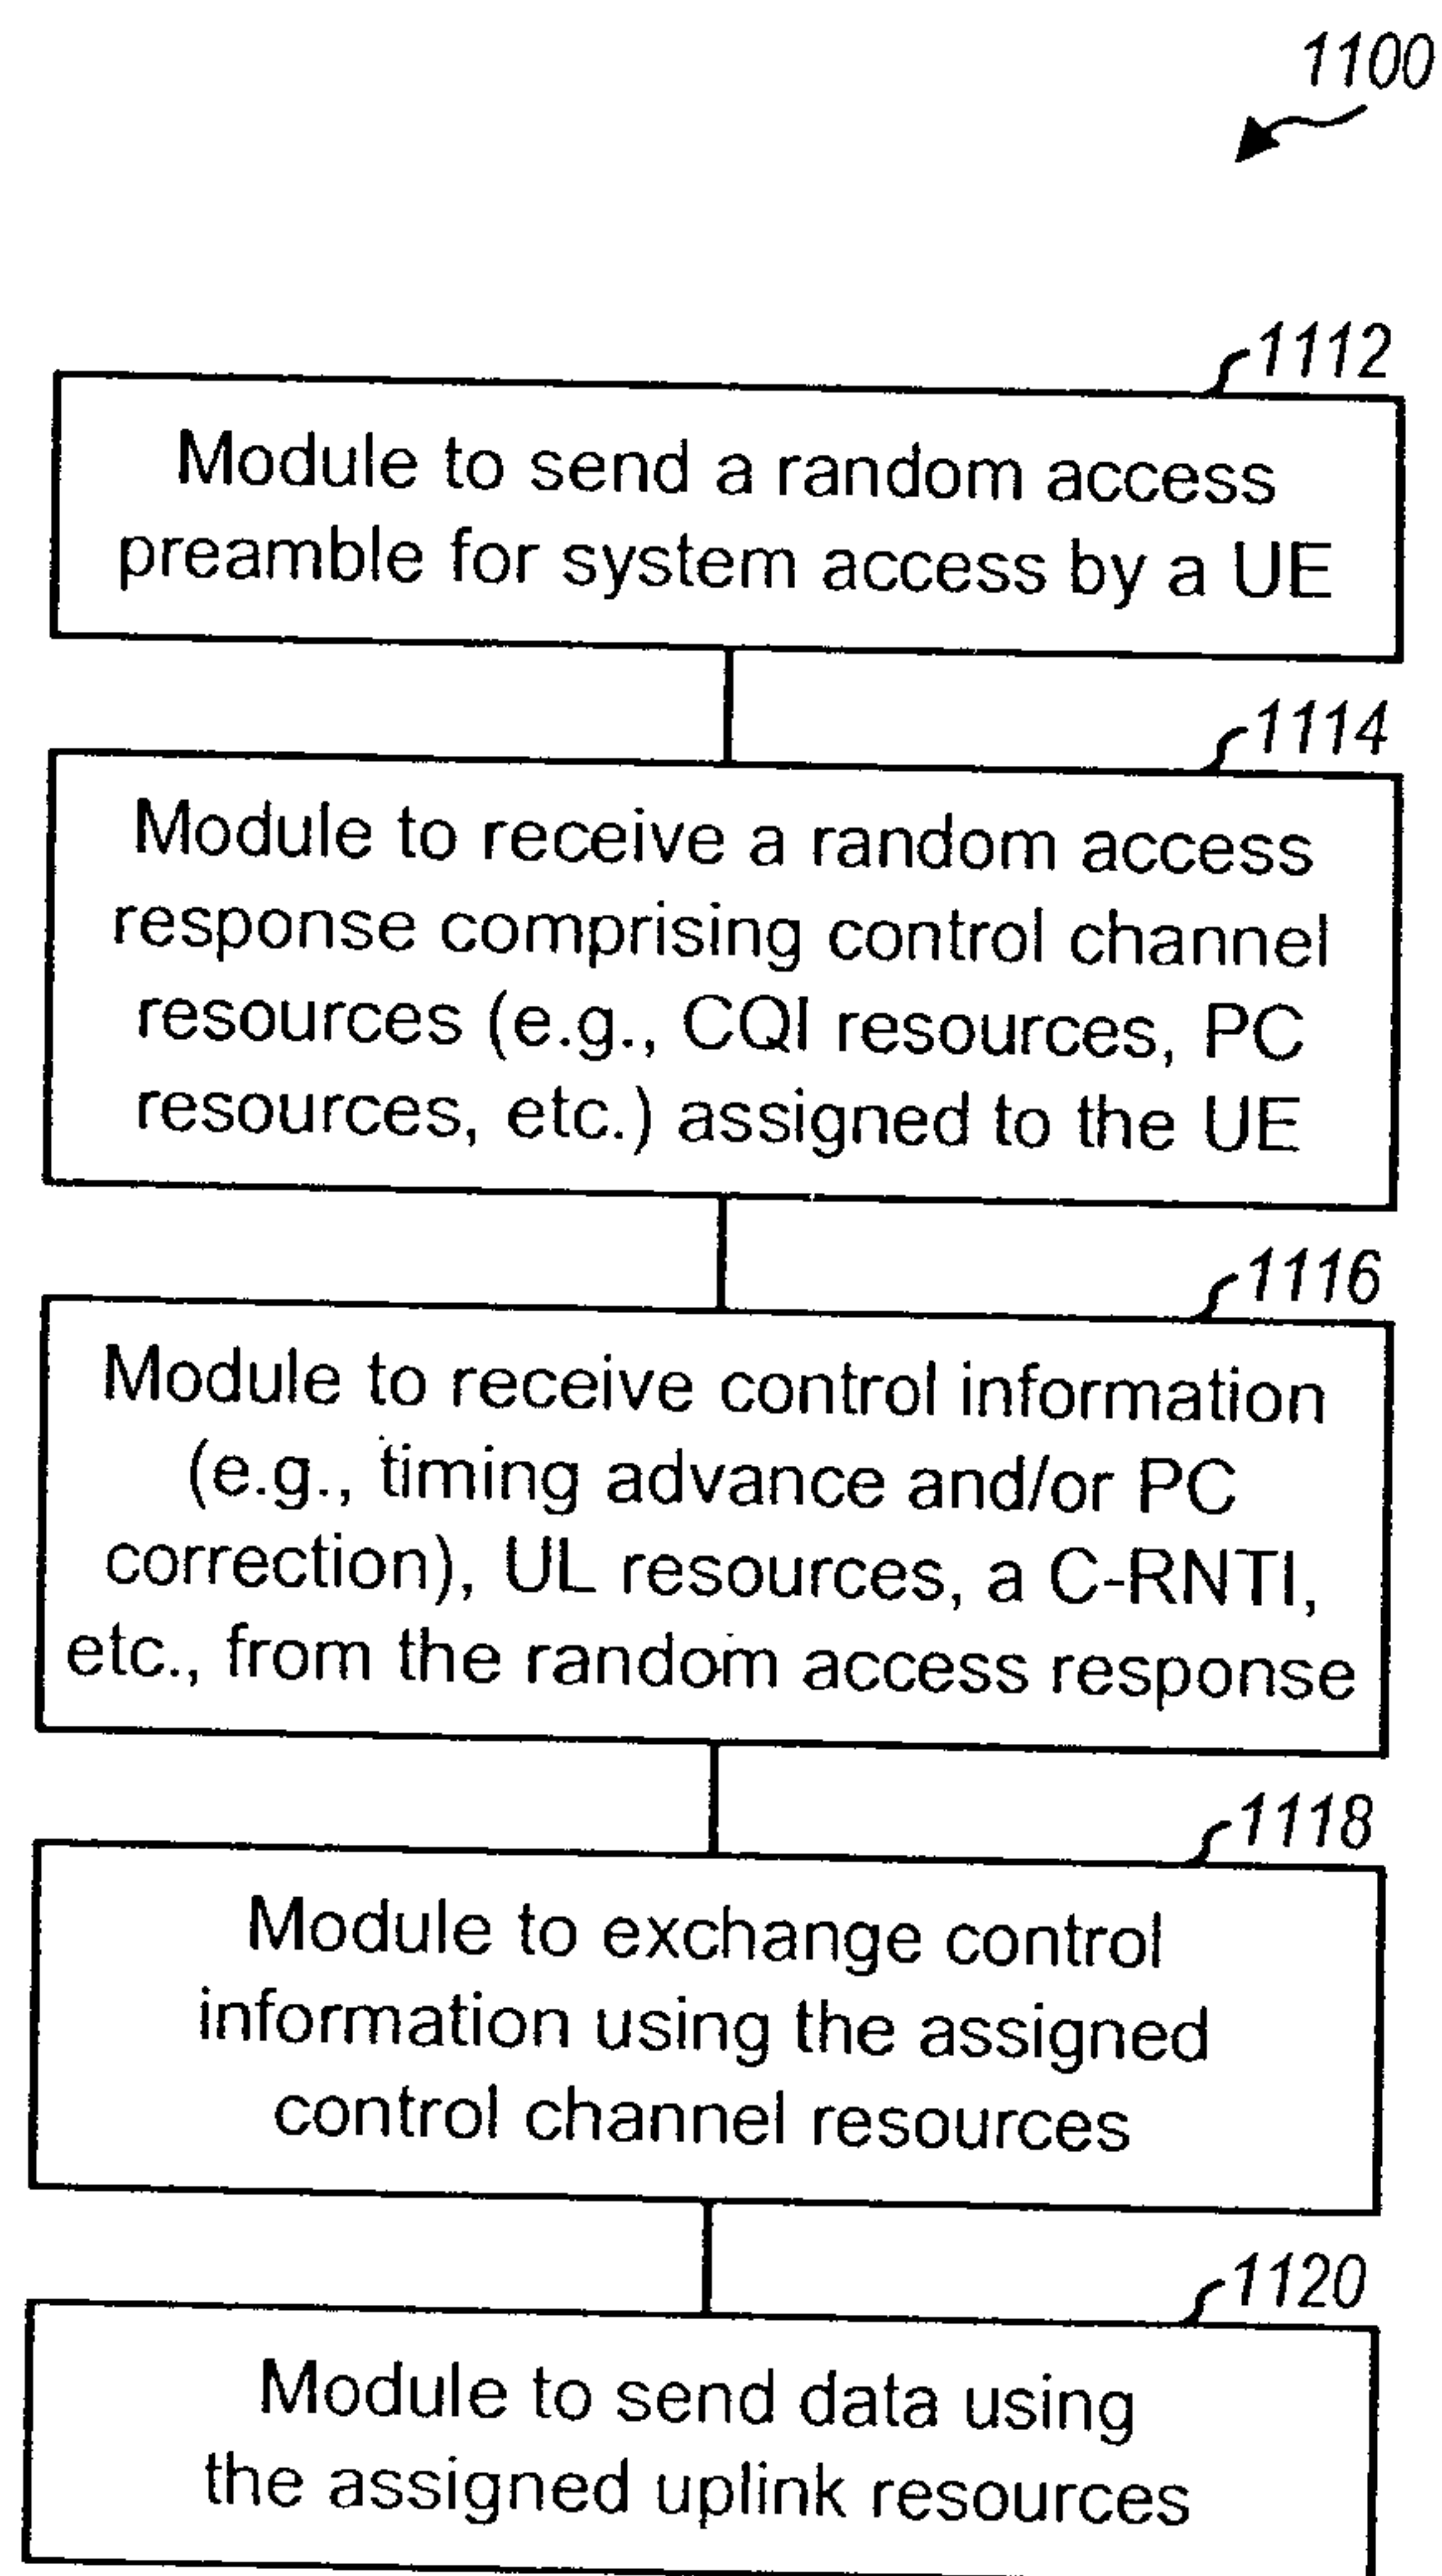 1100
1112
Module to send a random access
preamble for system access by a UE
1114
Module to receive a random access
response comprising control channel
resources (e.g., CQI resources, PC
resources, etc.) assigned to the UE
1116
Module to receive control information
(e.g., timing advance and/or PC
correction), UL resources, a C-RNTI,
etc., from the random access response
1118
Module to exchange control
information using the assigned
control channel resources
1120
Module to send data using
the assigned uplink resources